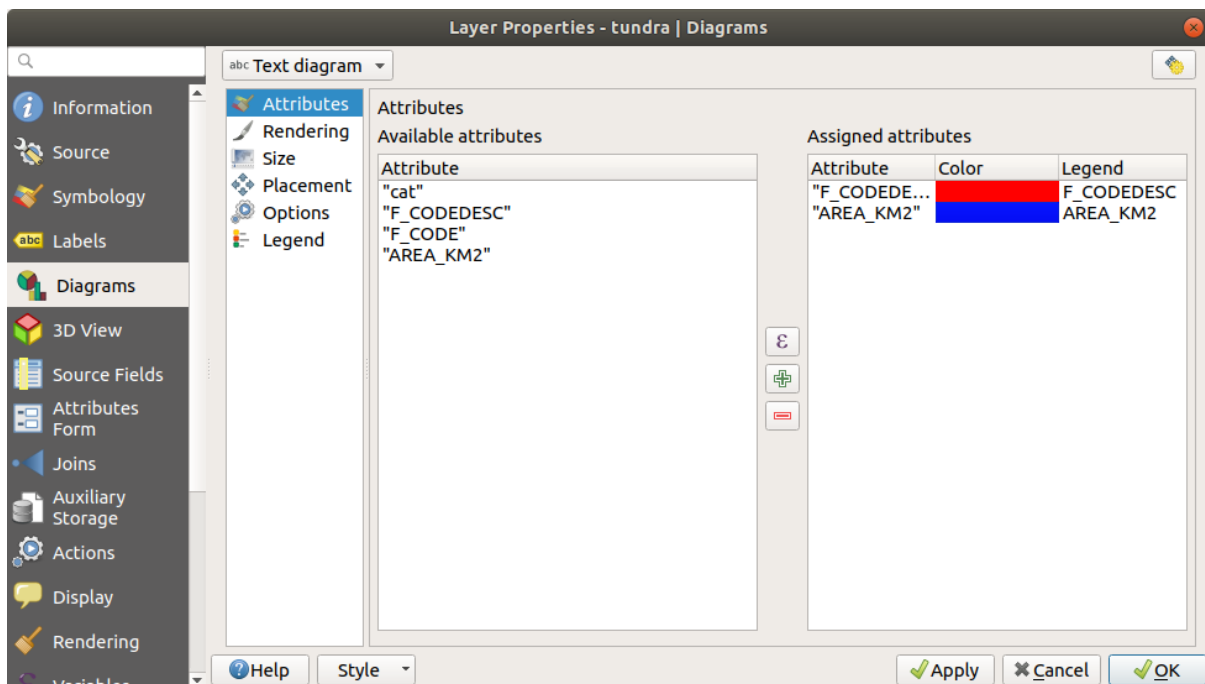 Layer Properties - tundra | Diagrams
abc Text diagram
Information
Source
Symbology
abc Labels
Diagrams
3D View
Source Fields
Attributes
Form
Joins
Auxiliary
Storage
Actions
Display
Rendering
Attributes
Rendering
Size
Placement
Options
Legend
Attributes
Available attributes
Attribute
"cat"
"F_CODEDESC"
"F_CODE"
"AREA_KM2"
ε
Assigned attributes
Attribute Color Legend
"F_CODEDE... F_CODEDESC
"AREA_KM2" AREA_KM2
Help Style Apply Cancel OK